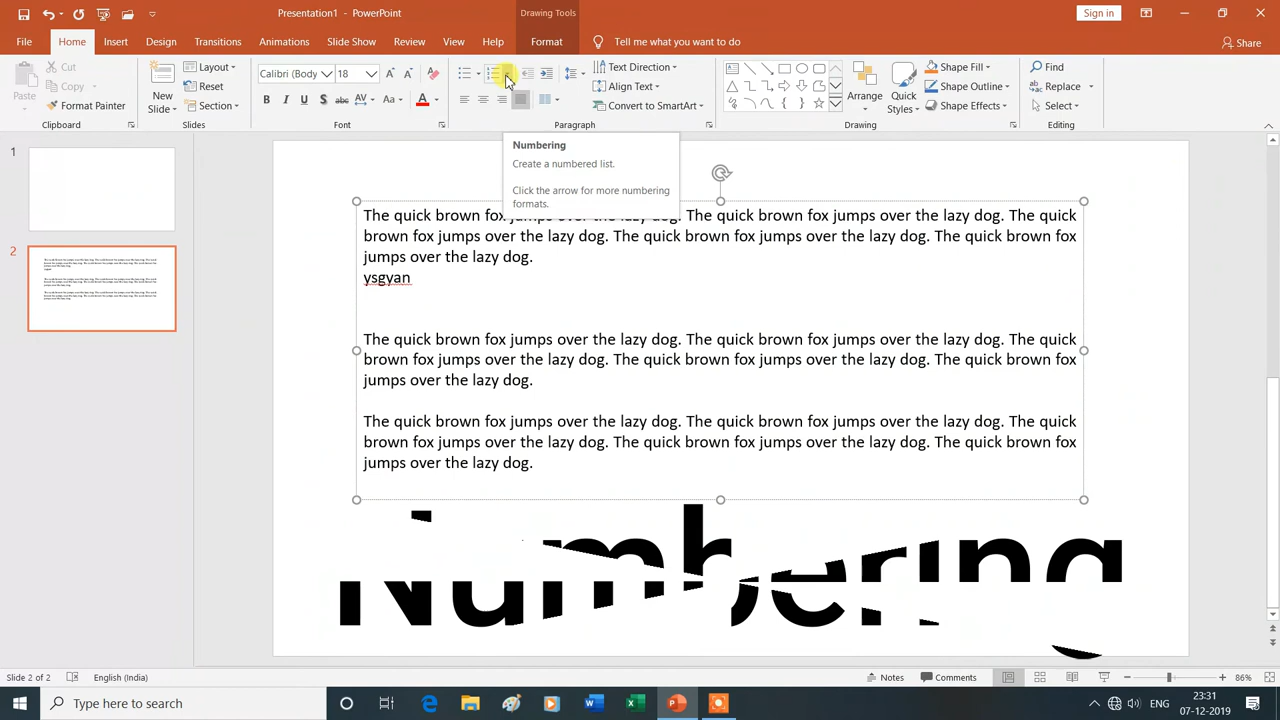 Presentation1 - PowerPoint
Drawing Tools
Sign in
File Home Insert Design Transitions Animations Slide Show Review View Help Format Tell me what you want to do Share
Cut
Copy
Format Painter
Paste
Clipboard
New Slide
Layout
Reset
Section
Slides
Calibri (Body) 18
B I U S abc AV Aa A
Font
Text Direction
Align Text
Convert to SmartArt
Paragraph
Arrange
Quick Styles
Shape Fill
Shape Outline
Shape Effects
Drawing
Find
Replace
Select
Editing
Numbering
Create a numbered list.
Click the arrow for more numbering
formats.
1
2
The quick brown fox jumps over the lazy dog. The quick brown fox jumps over the lazy dog. The quick
brown fox jumps over the lazy dog. The quick brown fox jumps over the lazy dog. The quick brown fox
jumps over the lazy dog.
ysgyan
The quick brown fox jumps over the lazy dog. The quick brown fox jumps over the lazy dog. The quick
brown fox jumps over the lazy dog. The quick brown fox jumps over the lazy dog. The quick brown fox
jumps over the lazy dog.
The quick brown fox jumps over the lazy dog. The quick brown fox jumps over the lazy dog. The quick
brown fox jumps over the lazy dog. The quick brown fox jumps over the lazy dog. The quick brown fox
jumps over the lazy dog.
Numbering
Slide 2 of 2 English (India) Notes Comments 86%
Type here to search
ENG
23:31
07-12-2019